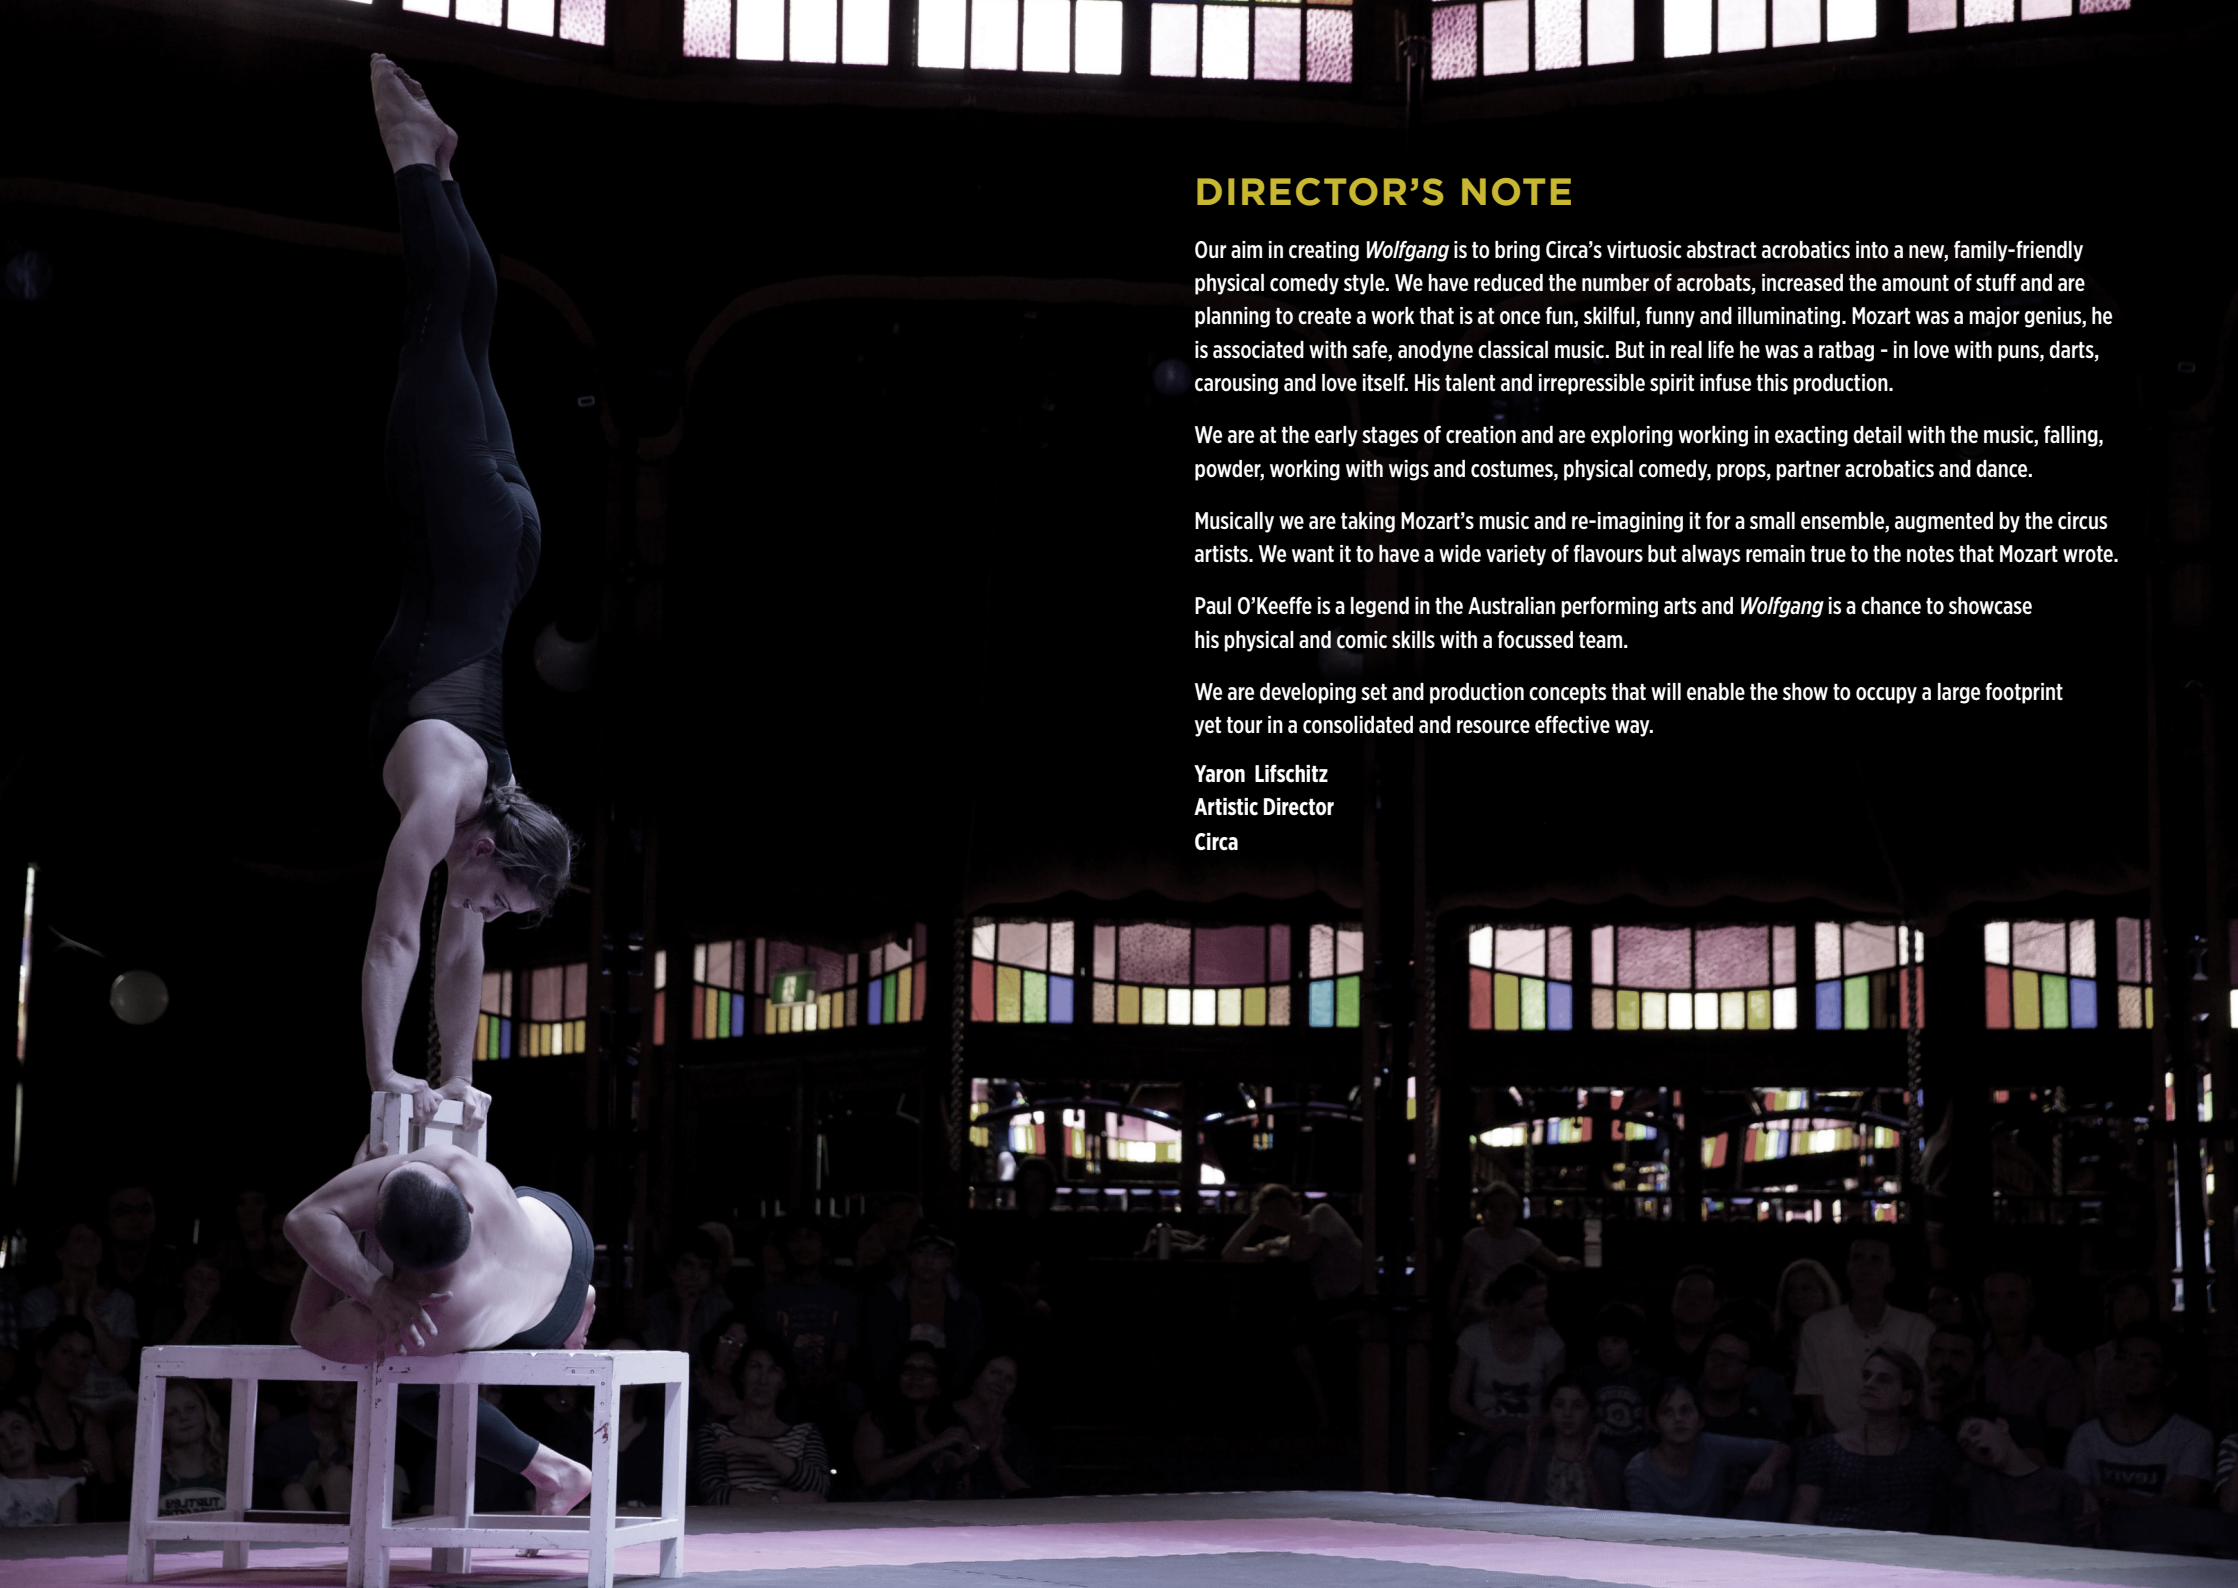 DIRECTOR’S NOTE
Our aim in creating Wolfgang is to bring Circa’s virtuosic abstract acrobatics into a new, family-friendly
physical comedy style. We have reduced the number of acrobats, increased the amount of stuff and are
planning to create a work that is at once fun, skilful, funny and illuminating. Mozart was a major genius, he
is associated with safe, anodyne classical music. But in real life he was a ratbag - in love with puns, darts,
carousing and love itself. His talent and irrepressible spirit infuse this production.
We are at the early stages of creation and are exploring working in exacting detail with the music, falling,
powder, working with wigs and costumes, physical comedy, props, partner acrobatics and dance.
Musically we are taking Mozart’s music and re-imagining it for a small ensemble, augmented by the circus
artists. We want it to have a wide variety of flavours but always remain true to the notes that Mozart wrote.
Paul O’Keeffe is a legend in the Australian performing arts and Wolfgang is a chance to showcase
his physical and comic skills with a focussed team.
We are developing set and production concepts that will enable the show to occupy a large footprint
yet tour in a consolidated and resource effective way.
Yaron Lifschitz
Artistic Director
Circa